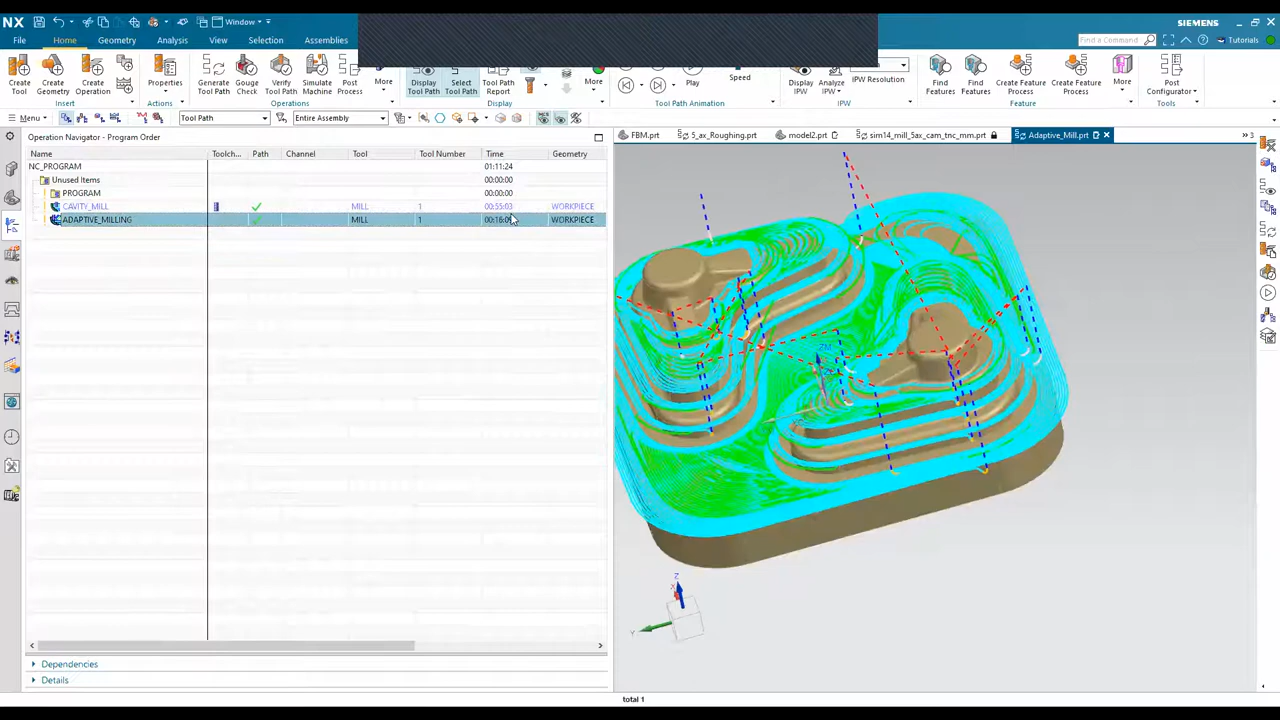 NX
Window
SIEMENS
File Home Geometry Analysis View Selection Assemblies
Find a Command
Tutorials
Create Tool
Create Geometry
Create Operation
Properties
Generate Tool Path
Gouge Check
Verify Tool Path
Simulate Machine
Post Process
More
Display Tool Path
Select Tool Path
Tool Path Report
More
Play
Speed
Display IPW
Analyze IPW
IPW Resolution
Find Features
Find Features
Create Feature Process
Create Feature Process
More
Post Configurator
Insert Actions Operations Display Tool Path Animation IPW Feature Tools
Menu
Tool Path
Entire Assembly
Operation Navigator - Program Order
FBM.prt 5_ax_Roughing.prt model2.prt sim14_mill_5ax_cam_tnc_mm.prt Adaptive_Mill.prt 3
Name Toolch... Path Channel Tool Tool Number Time Geometry
NC_PROGRAM 01:11:24
Unused Items 00:00:00
PROGRAM 00:00:00
CAVITY_MILL MILL 1 00:55:03 WORKPIECE
ADAPTIVE_MILLING MILL 1 WORKPIECE
ZM
Z
X
Y
Dependencies
Details
total 1